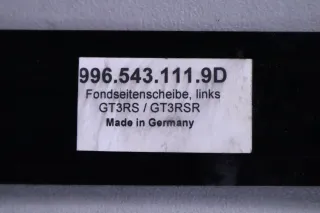 996.543.111.9D
Fondseitenscheibe, links
GT3RS / GT3RSR
Made in Germany